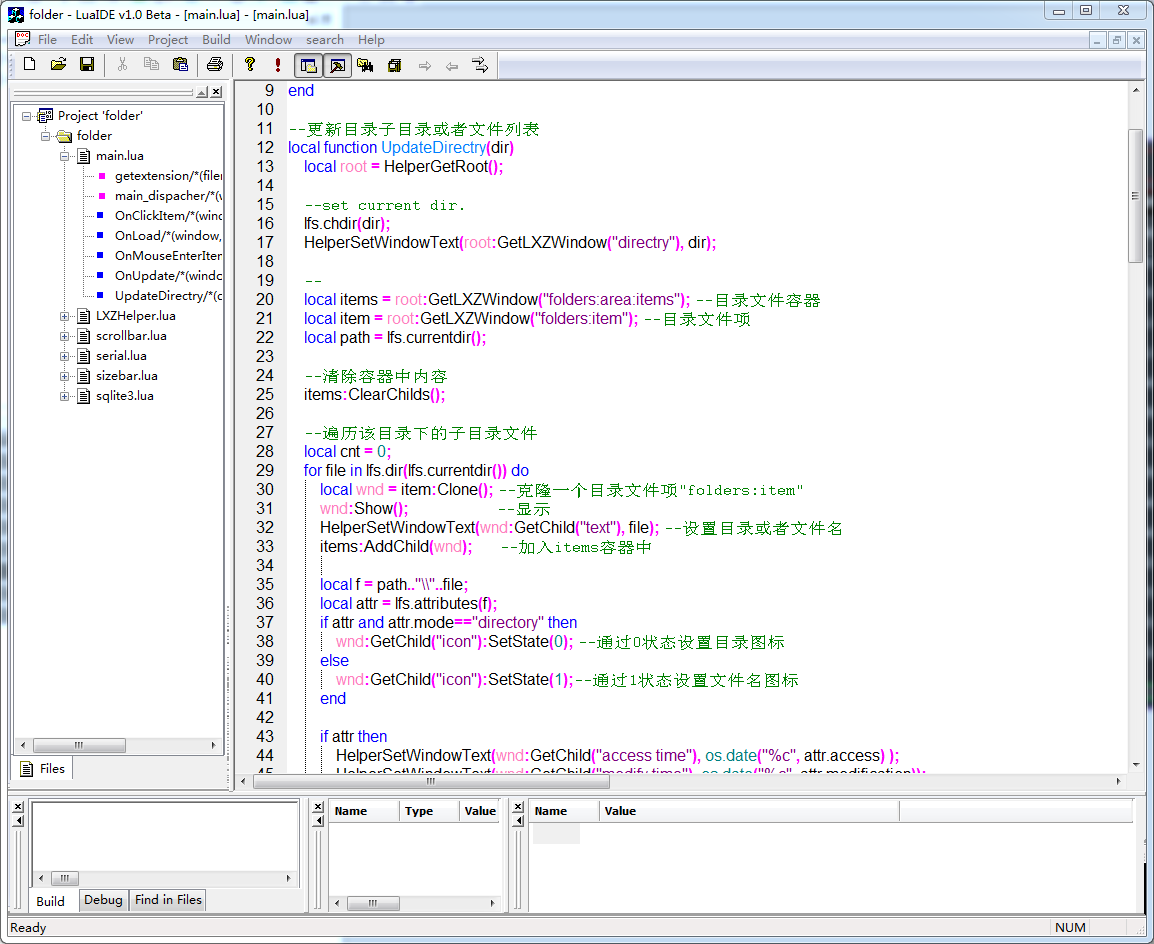 folder - LuaIDE v1.0 Beta - [main.lua] - [main.lua]
File Edit View Project Build Window search Help
Project 'folder'
folder
main.lua
getextension/*(filen
main_dispacher/*(w
OnClickItem/*(winc
OnLoad/*(window,
OnMouseEnterIter
OnUpdate/*(windo
UpdateDirectry/*(c
LXZHelper.lua
scrollbar.lua
serial.lua
sizebar.lua
sqlite3.lua
Files
9 end
10
11 --更新目录子目录或者文件列表
12 local function UpdateDirectry(dir)
13 local root = HelperGetRoot();
14
15 --set current dir.
16 lfs.chdir(dir);
17 HelperSetWindowText(root:GetLXZWindow("directry"), dir);
18
19 --
20 local items = root:GetLXZWindow("folders:area:items"); --目录文件容器
21 local item = root:GetLXZWindow("folders:item"); --目录文件项
22 local path = lfs.currentdir();
23
24 --清除容器中内容
25 items:ClearChilds();
26
27 --遍历该目录下的子目录文件
28 local cnt = 0;
29 for file in lfs.dir(lfs.currentdir()) do
30 local wnd = item:Clone(); --克隆一个目录文件项"folders:item"
31 wnd:Show(); --显示
32 HelperSetWindowText(wnd:GetChild("text"), file); --设置目录或者文件名
33 items:AddChild(wnd); --加入items容器中
34
35 local f = path.."\\"..file;
36 local attr = lfs.attributes(f);
37 if attr and attr.mode=="directory" then
38 wnd:GetChild("icon"):SetState(0); --通过0状态设置目录图标
39 else
40 wnd:GetChild("icon"):SetState(1);--通过1状态设置文件名图标
41 end
42
43 if attr then
44 HelperSetWindowText(wnd:GetChild("access time"), os.date("%c", attr.access) );
45 HelperSetWindowText(wnd:GetChild("modify time"), os.date("%c", attr.modification));
Build Debug Find in Files
Name Type Value
Name Value
Ready
NUM